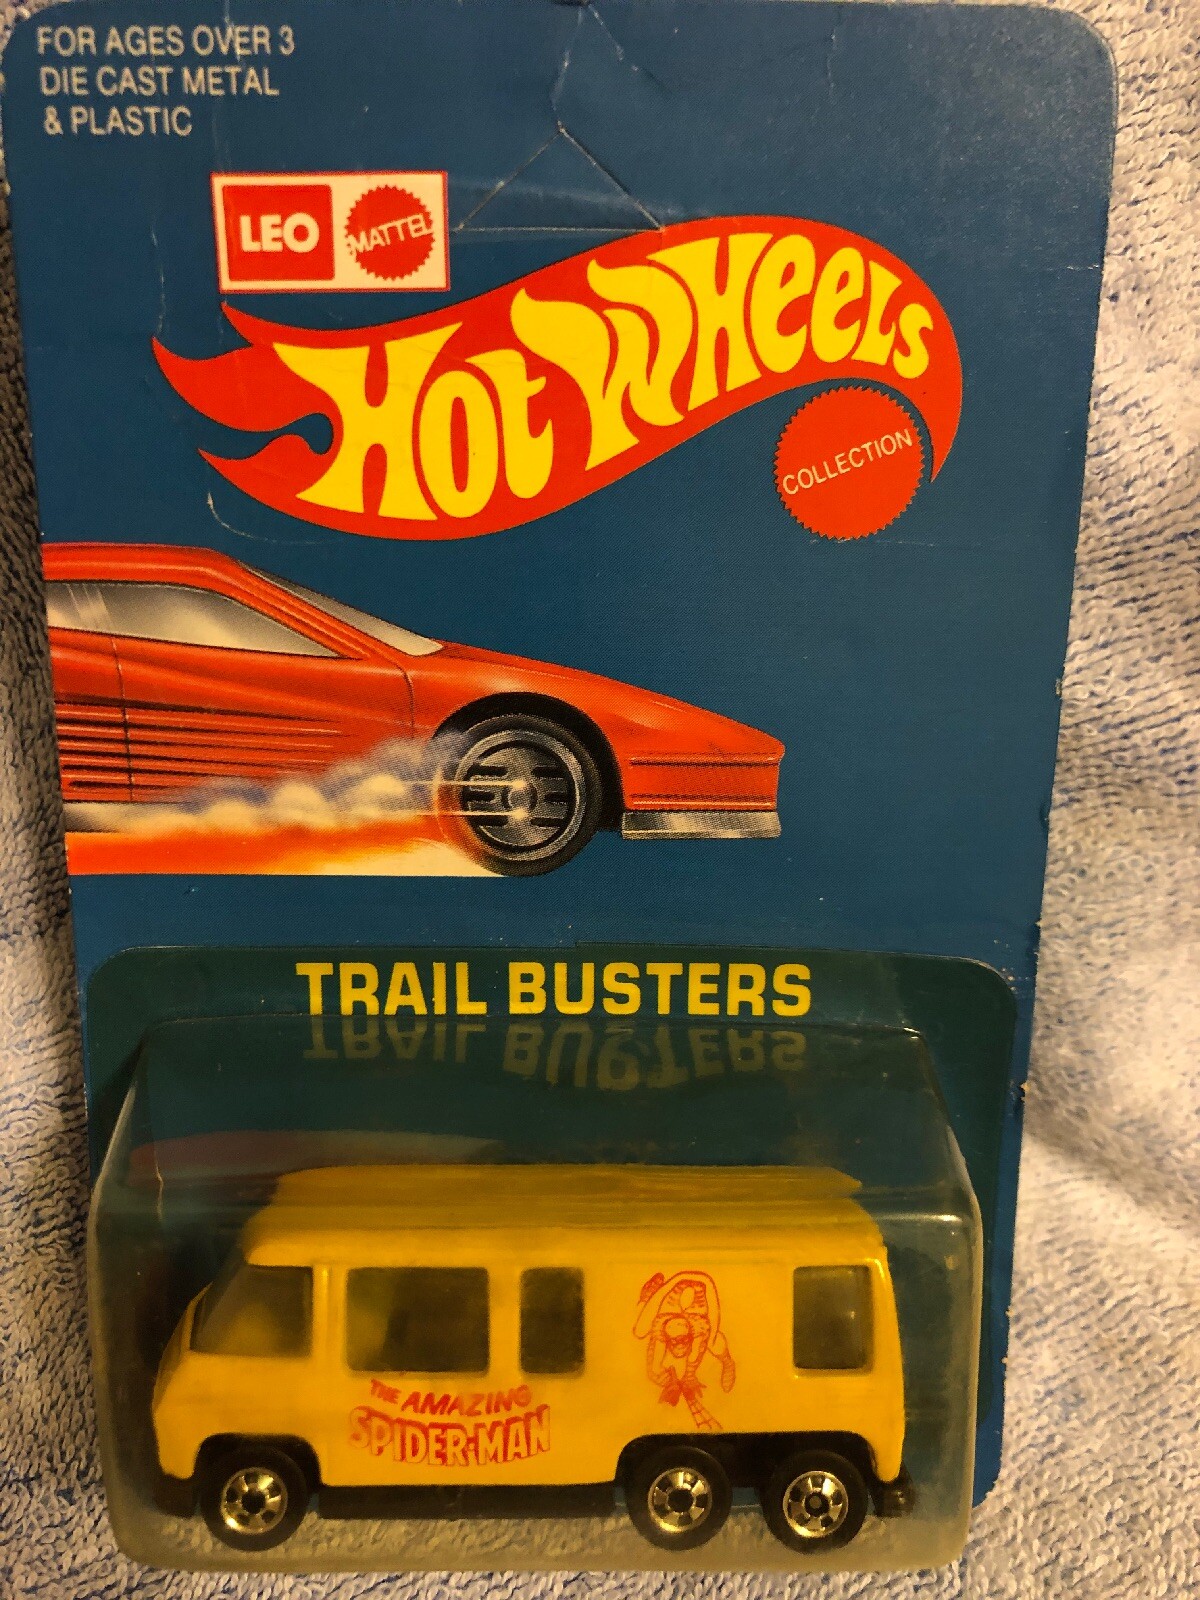 FOR AGES OVER 3
DIE CAST METAL
& PLASTIC
LEO MATTEL
HOT WHEELS
COLLECTION
TRAIL BUSTERS
THE AMAZING
SPIDER-MAN